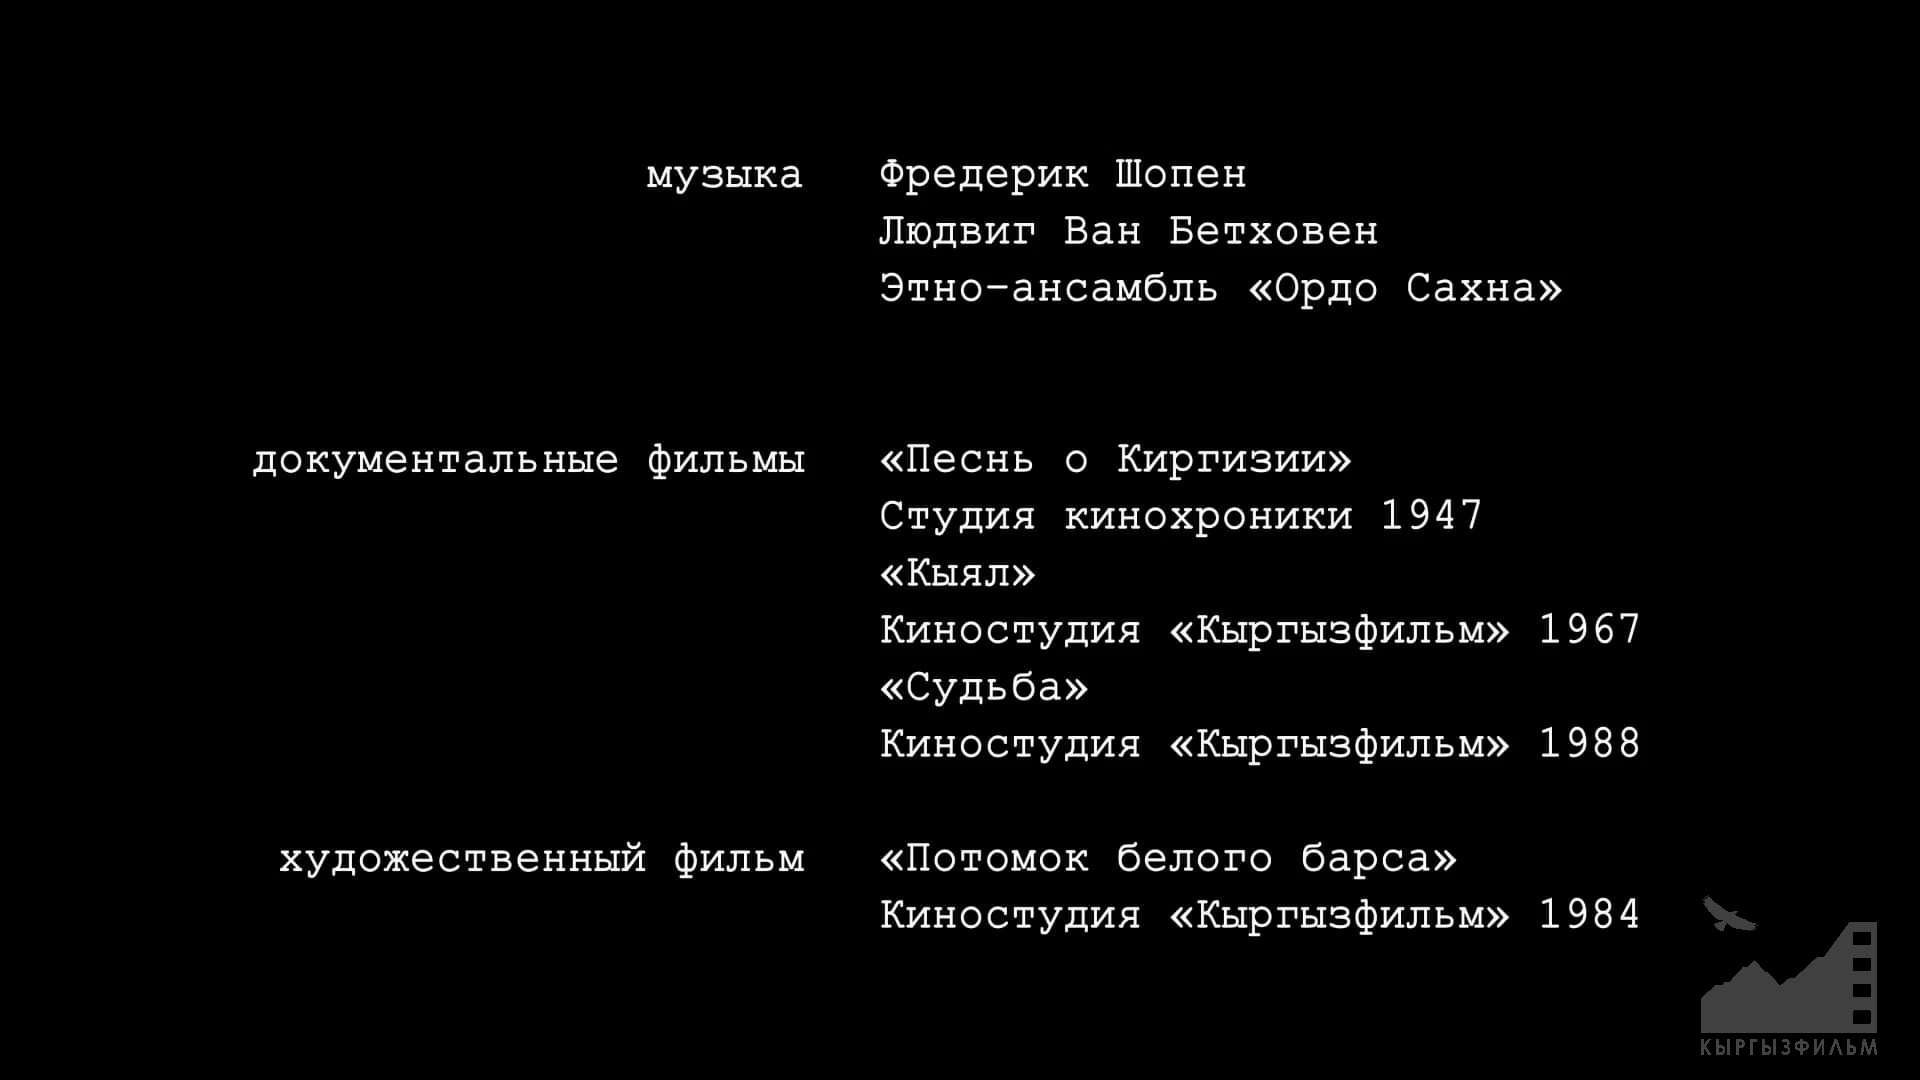 музыка Фредерик Шопен
Людвиг Ван Бетховен
Этно-ансамбль «Ордо Сахна»
документальные фильмы «Песнь о Киргизии»
Студия кинохроники 1947
«Кыял»
Киностудия «Кыргызфильм» 1967
«Судьба»
Киностудия «Кыргызфильм» 1988
художественный фильм «Потомок белого барса»
Киностудия «Кыргызфильм» 1984
КЫРГЫЗФИЛЬМ